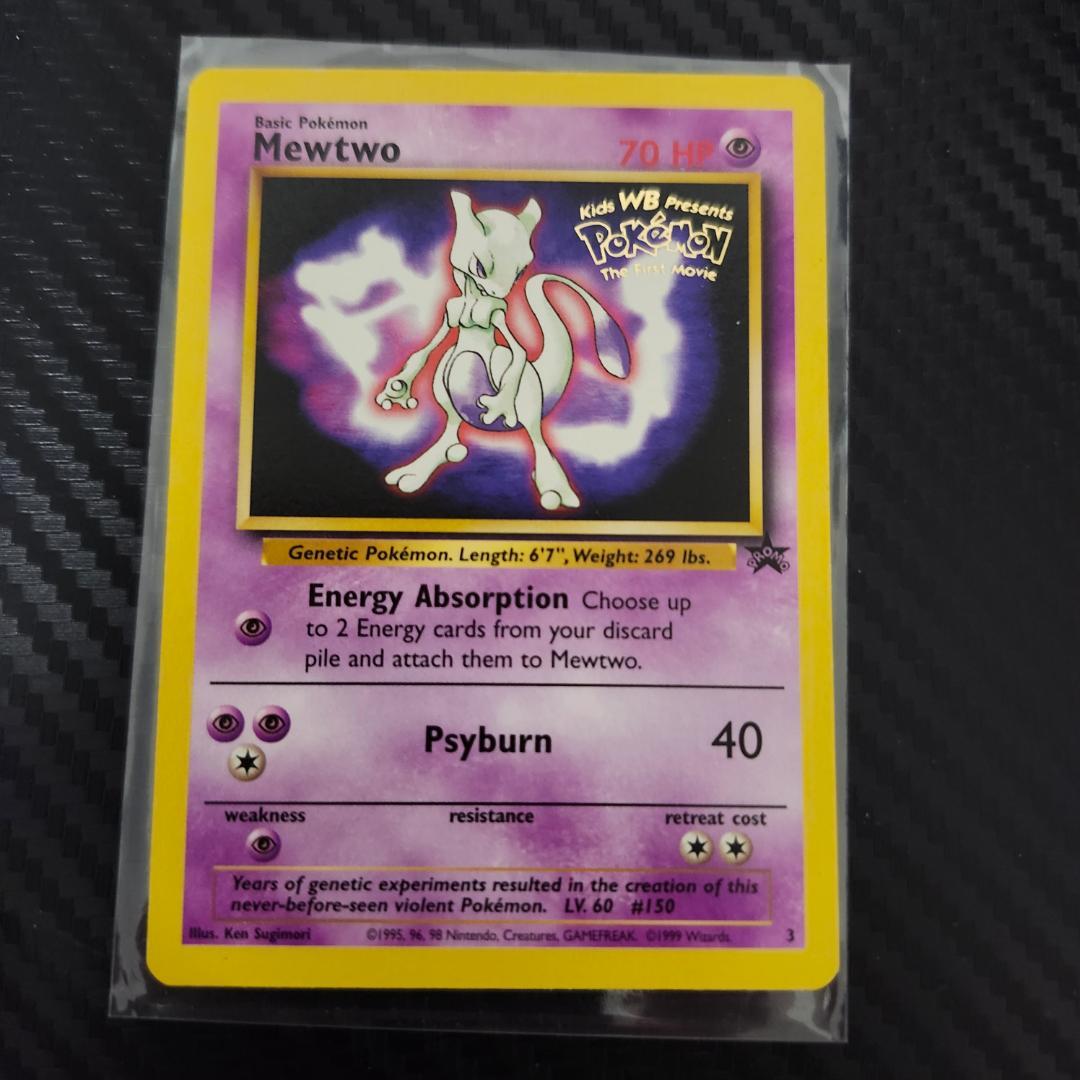 Basic Pokémon
Mewtwo 70 HP
Kids WB Presents
POKéMON
The First Movie
Genetic Pokémon. Length: 6'7", Weight: 269 lbs.
PROMO
Energy Absorption Choose up
to 2 Energy cards from your discard
pile and attach them to Mewtwo.
Psyburn 40
weakness resistance retreat cost
Years of genetic experiments resulted in the creation of this
never-before-seen violent Pokémon. LV. 60 #150
Illus. Ken Sugimori ©1995, 96, 98 Nintendo, Creatures, GAMEFREAK. ©1999 Wizards. 3